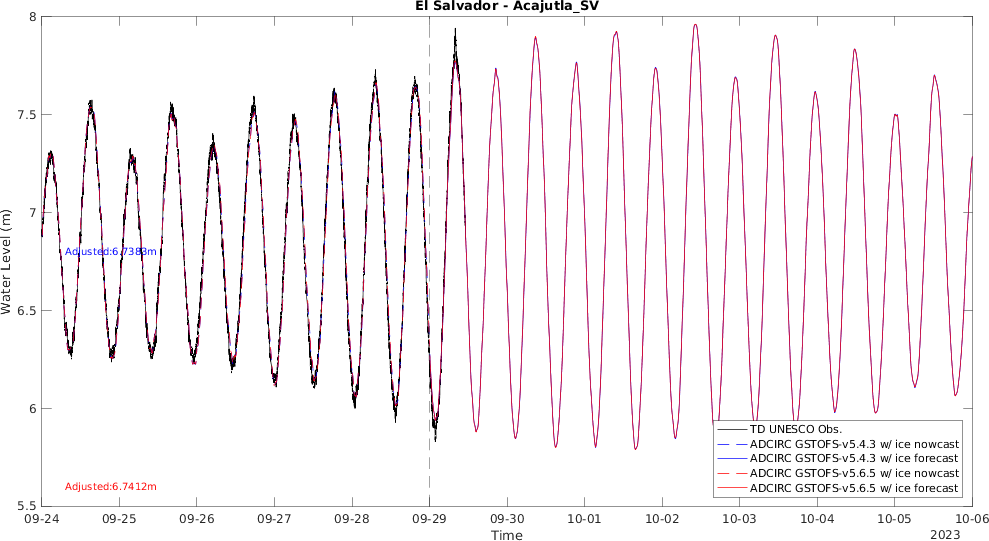 El Salvador - Acajutla_SV
8
7.5
7
6.5
6
5.5
Water Level (m)
Adjusted:6.7383m
Adjusted:6.7412m
TD UNESCO Obs.
ADCIRC GSTOFS-v5.4.3 w/ ice nowcast
ADCIRC GSTOFS-v5.4.3 w/ ice forecast
ADCIRC GSTOFS-v5.6.5 w/ ice nowcast
ADCIRC GSTOFS-v5.6.5 w/ ice forecast
09-24 09-25 09-26 09-27 09-28 09-29 09-30 10-01 10-02 10-03 10-04 10-05 10-06
Time
2023